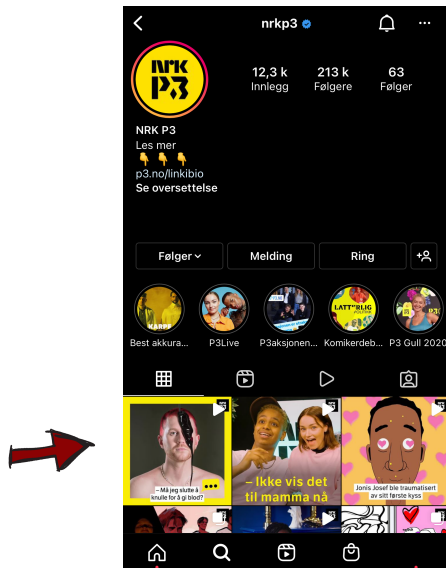 nrkp3
NRK
P3
12,3 k
213 k
63
Innlegg
Følgere
Følger
NRK P3
Les mer
p3.no/linkibio
Se oversettelse
Følger
Melding
Ring
KARPE
LATTERLIG
Best akkura...
P3Live
P3aksjonen...
Komikerdeb...
P3 Gull 2020
– Må jeg slutte å
knulle for å gi blod?
– Ikke vis det
til mamma nå
Jonis Josef ble traumatisert
av sitt første kyss